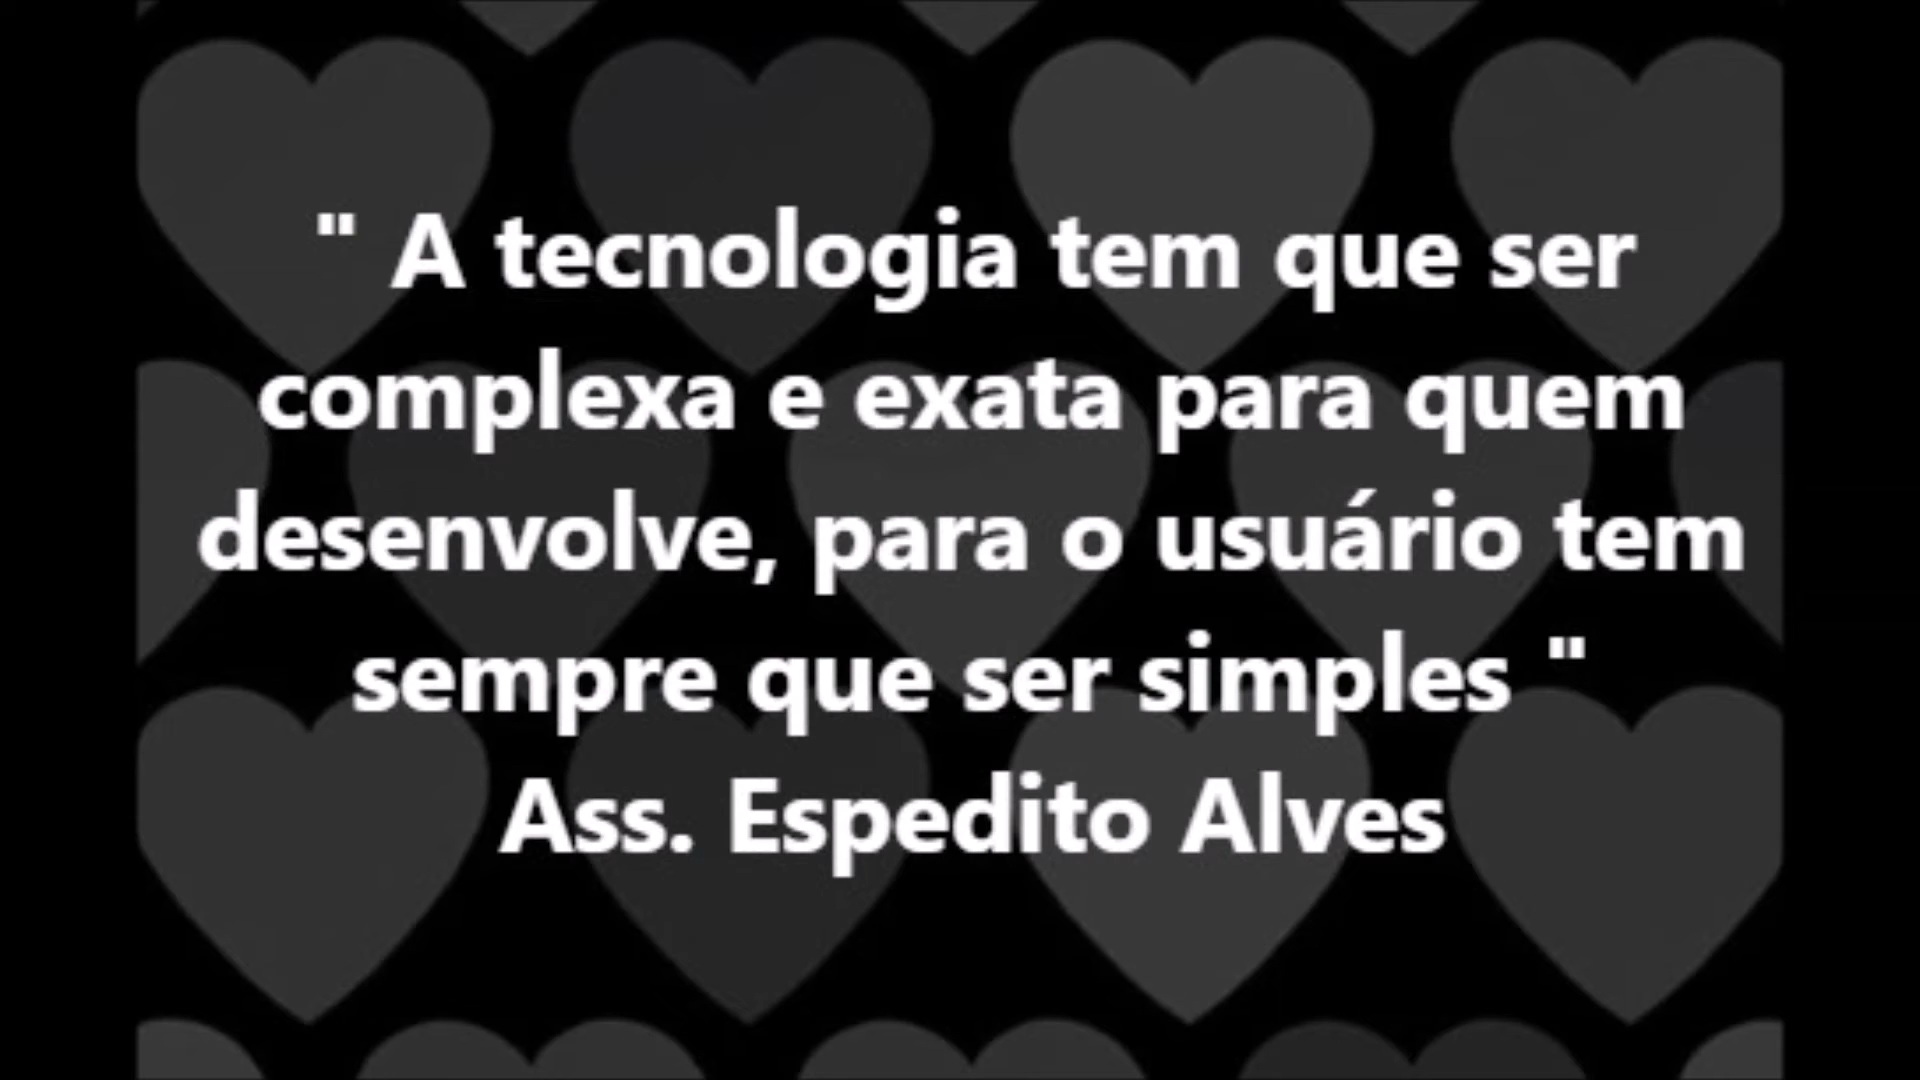 " A tecnologia tem que ser
complexa e exata para quem
desenvolve, para o usuário tem
sempre que ser simples "
Ass. Espedito Alves